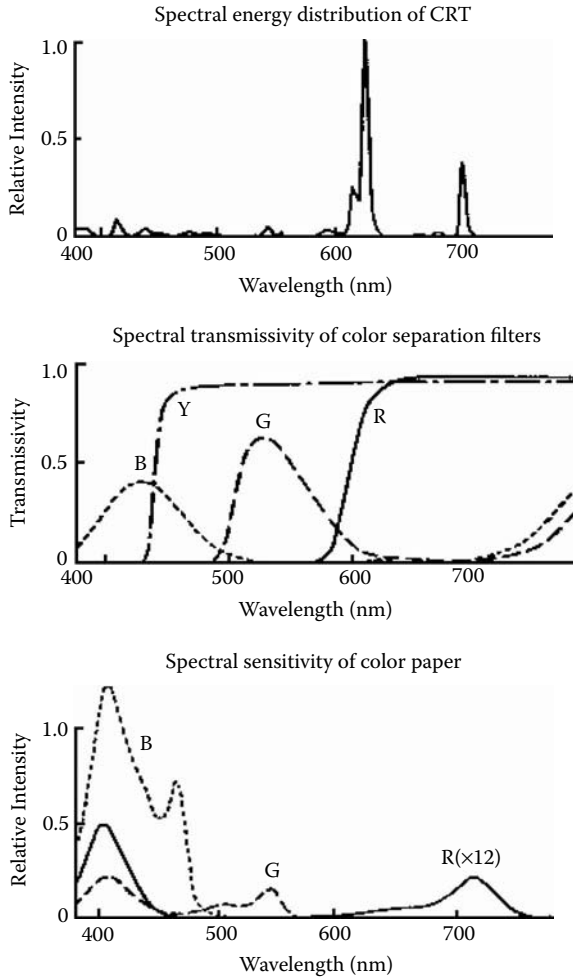 Spectral energy distribution of CRT
Relative Intensity
1.0
0.5
0
400 500 600 700
Wavelength (nm)
Spectral transmissivity of color separation filters
Transmissivity
1.0
0.5
0
Y
G
R
B
400 500 600 700
Wavelength (nm)
Spectral sensitivity of color paper
Relative Intensity
1.0
0.5
0
B
G
R(×12)
400 500 600 700
Wavelength (nm)